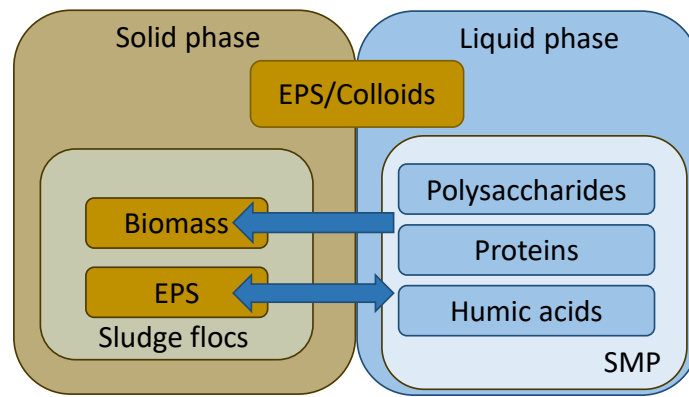 Solid phase
Liquid phase
EPS/Colloids
Polysaccharides
Biomass
Proteins
EPS
Humic acids
Sludge flocs
SMP